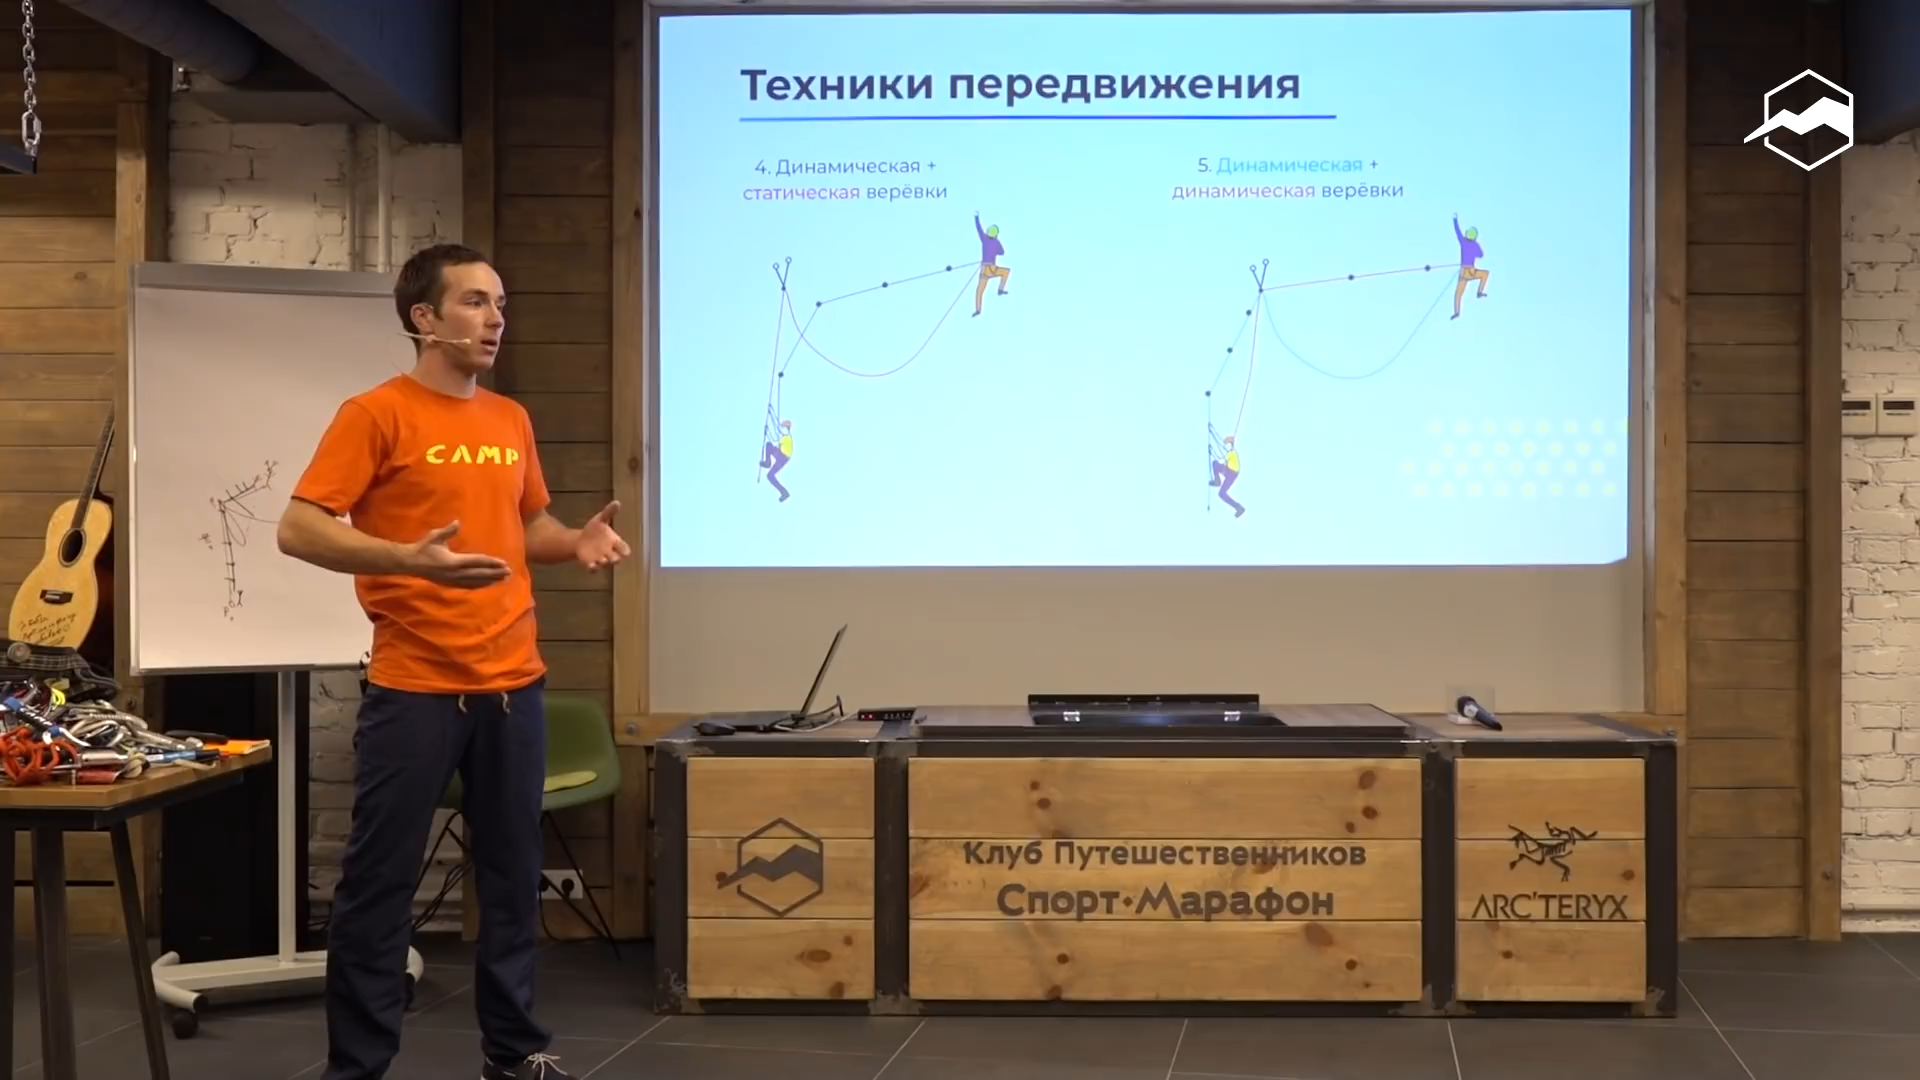 Техники передвижения
4. Динамическая +
статическая верёвки
5. Динамическая +
динамическая верёвки
CAMP
Клуб Путешественников
Спорт•Марафон
ARC'TERYX